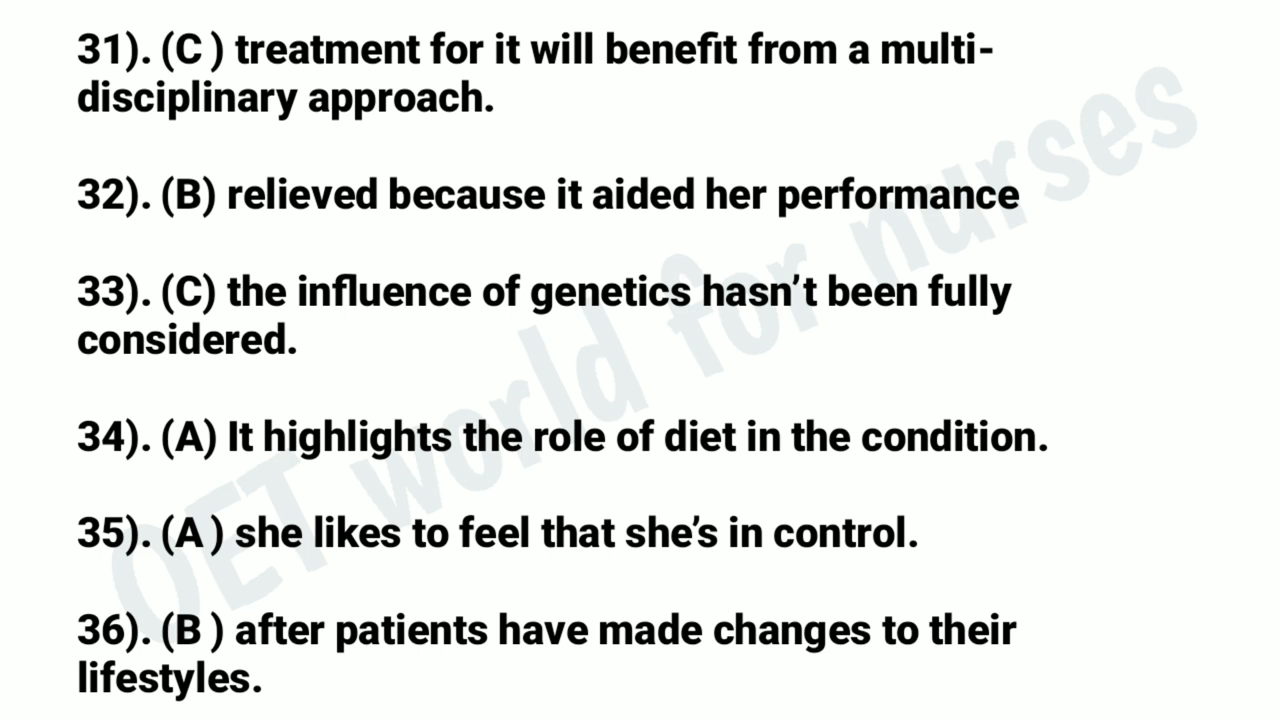 31). (C ) treatment for it will benefit from a multi-
disciplinary approach.
32). (B) relieved because it aided her performance
33). (C) the influence of genetics hasn’t been fully
considered.
34). (A) It highlights the role of diet in the condition.
35). (A ) she likes to feel that she’s in control.
36). (B ) after patients have made changes to their
lifestyles.
OET world for nurses